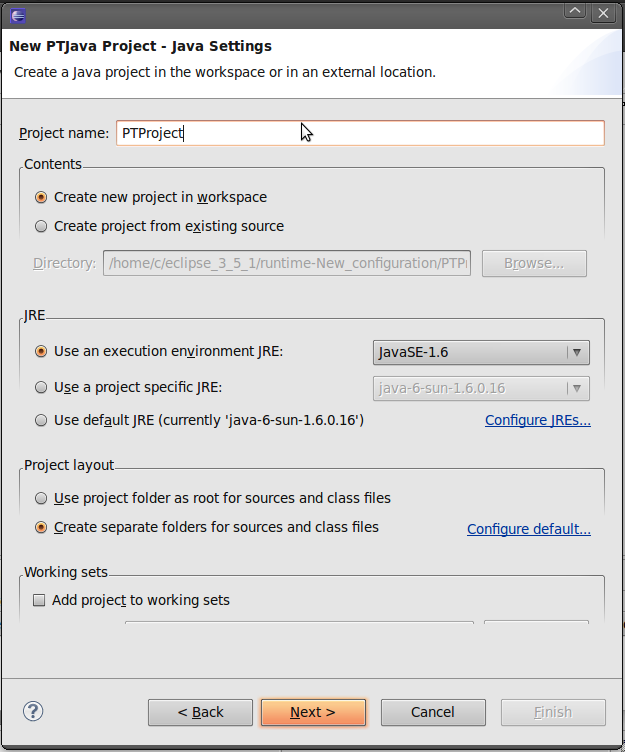 New PTJava Project - Java Settings
Create a Java project in the workspace or in an external location.
Project name: PTProject
Contents
Create new project in workspace
Create project from existing source
Directory: /home/c/eclipse_3_5_1/runtime-New_configuration/PTP Browse...
JRE
Use an execution environment JRE: JavaSE-1.6
Use a project specific JRE: java-6-sun-1.6.0.16
Use default JRE (currently 'java-6-sun-1.6.0.16') Configure JREs...
Project layout
Use project folder as root for sources and class files
Create separate folders for sources and class files Configure default...
Working sets
Add project to working sets
? < Back Next > Cancel Finish